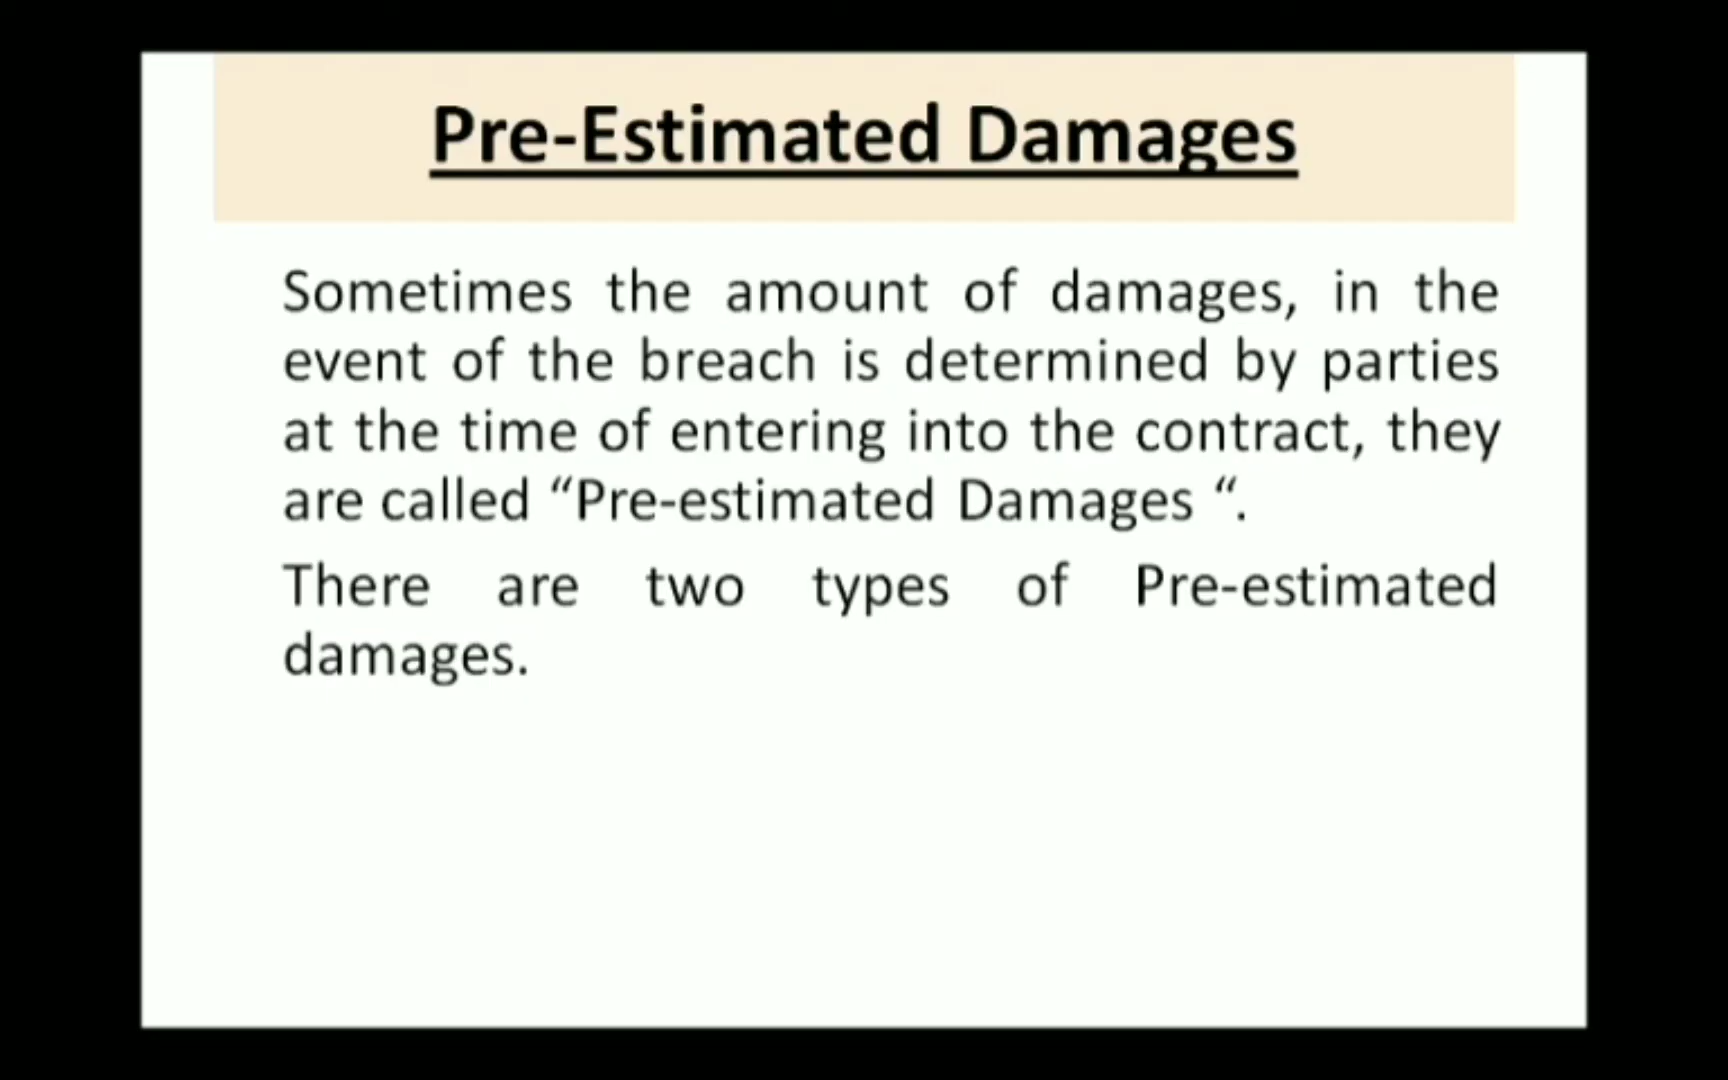 Pre-Estimated Damages
Sometimes the amount of damages, in the
event of the breach is determined by parties
at the time of entering into the contract, they
are called “Pre-estimated Damages “.
There are two types of Pre-estimated
damages.